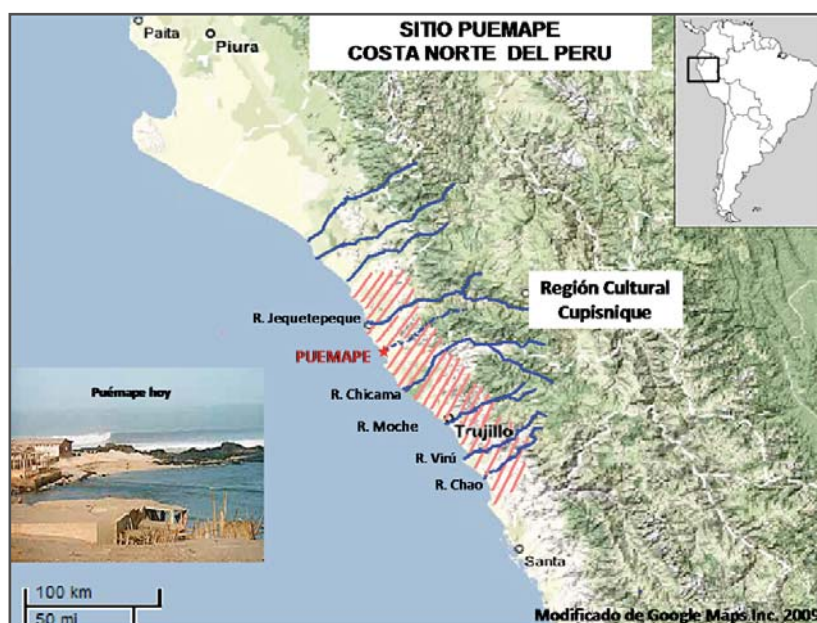 SITIO PUEMAPE
COSTA NORTE DEL PERU
Paita
Piura
Región Cultural
Cupisnique
R. Jequetepeque
PUEMAPE
R. Chicama
R. Moche
Trujillo
R. Virú
R. Chao
Santa
Puémape hoy
100 km
50 mi
Modificado de Google Maps Inc. 2009